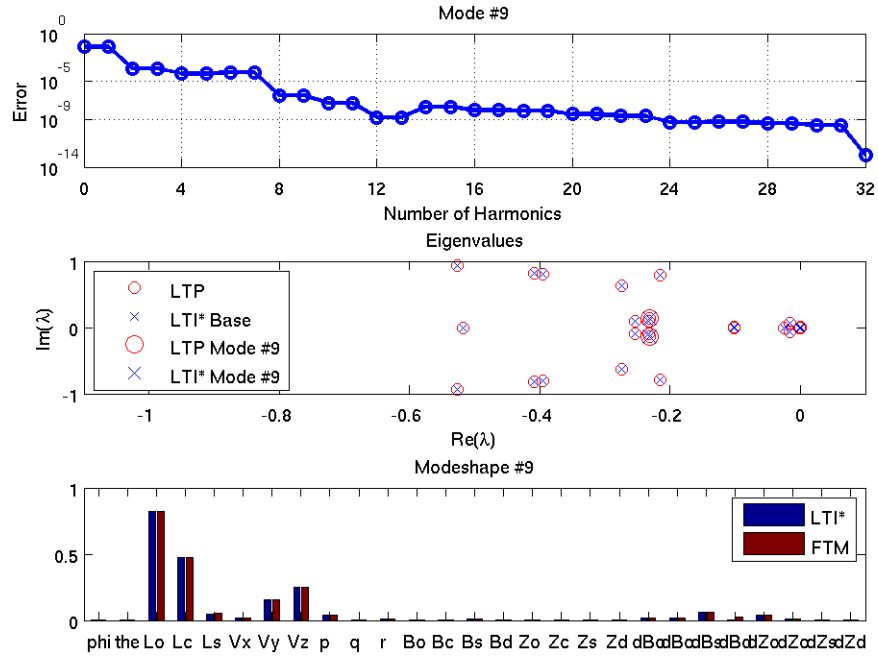 Mode #9
10^0
10^-5
10^-9
10^-14
Error
0 4 8 12 16 20 24 28 32
Number of Harmonics
Eigenvalues
1
0
-1
Im(λ)
LTP
LTI* Base
LTP Mode #9
LTI* Mode #9
-1 -0.8 -0.6 -0.4 -0.2 0
Re(λ)
Modeshape #9
1
0.5
0
LTI*
FTM
phi the Lo Lc Ls Vx Vy Vz p q r Bo Bc Bs Bd Zo Zc Zs Zd dBo dBc dBs dBd dZo dZc dZs dZd